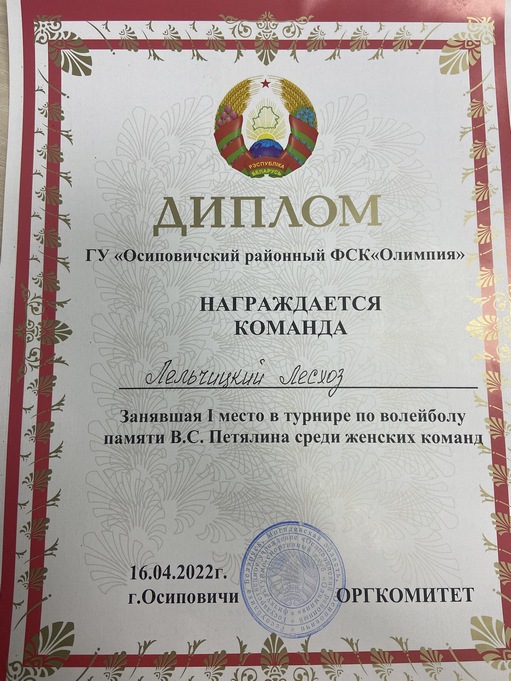 РЭСПУБЛІКА
БЕЛАРУСЬ
ДИПЛОМ
ГУ «Осиповичский районный ФСК«Олимпия»
НАГРАЖДАЕТСЯ
КОМАНДА
Лельчицкий Лесхоз
Занявшая I место в турнире по волейболу
памяти В.С. Петялина среди женских команд
16.04.2022г.
г.Осиповичи ОРГКОМИТЕТ